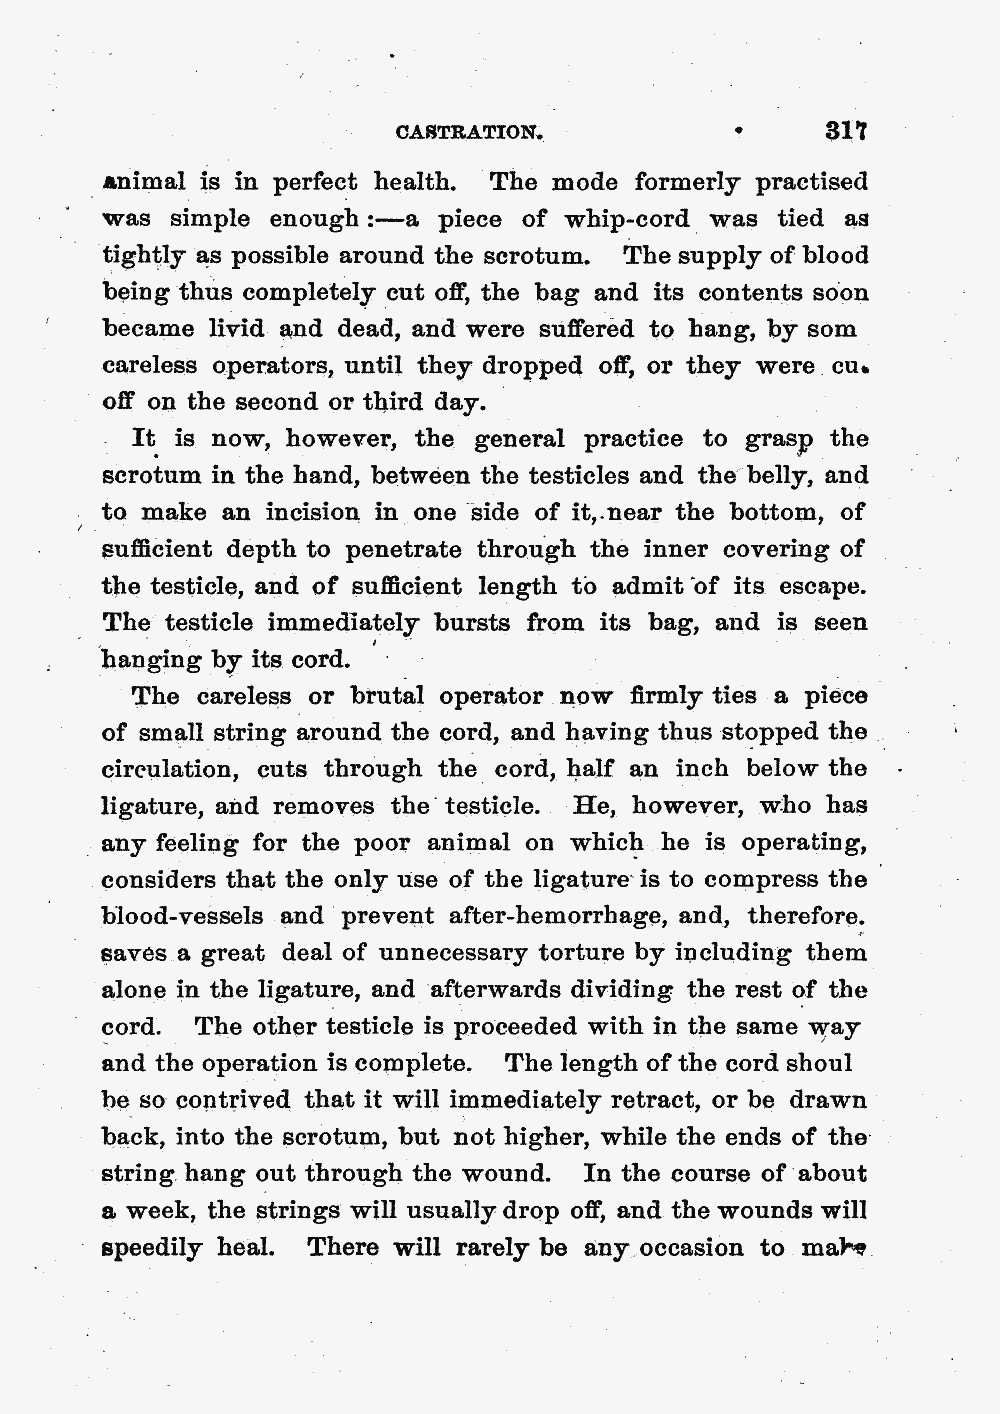 CASTRATION. 317
animal is in perfect health. The mode formerly practised
was simple enough :—a piece of whip-cord was tied as
tightly as possible around the scrotum. The supply of blood
being thus completely cut off, the bag and its contents soon
became livid and dead, and were suffered to hang, by som
careless operators, until they dropped off, or they were cu
off on the second or third day.
It is now, however, the general practice to grasp the
scrotum in the hand, between the testicles and the belly, and
to make an incision in one side of it, near the bottom, of
sufficient depth to penetrate through the inner covering of
the testicle, and of sufficient length to admit of its escape.
The testicle immediately bursts from its bag, and is seen
hanging by its cord.
The careless or brutal operator now firmly ties a piece
of small string around the cord, and having thus stopped the
circulation, cuts through the cord, half an inch below the
ligature, and removes the testicle. He, however, who has
any feeling for the poor animal on which he is operating,
considers that the only use of the ligature is to compress the
blood-vessels and prevent after-hemorrhage, and, therefore.
saves a great deal of unnecessary torture by including them
alone in the ligature, and afterwards dividing the rest of the
cord. The other testicle is proceeded with in the same way
and the operation is complete. The length of the cord shoul
be so contrived that it will immediately retract, or be drawn
back, into the scrotum, but not higher, while the ends of the
string hang out through the wound. In the course of about
a week, the strings will usually drop off, and the wounds will
speedily heal. There will rarely be any occasion to make